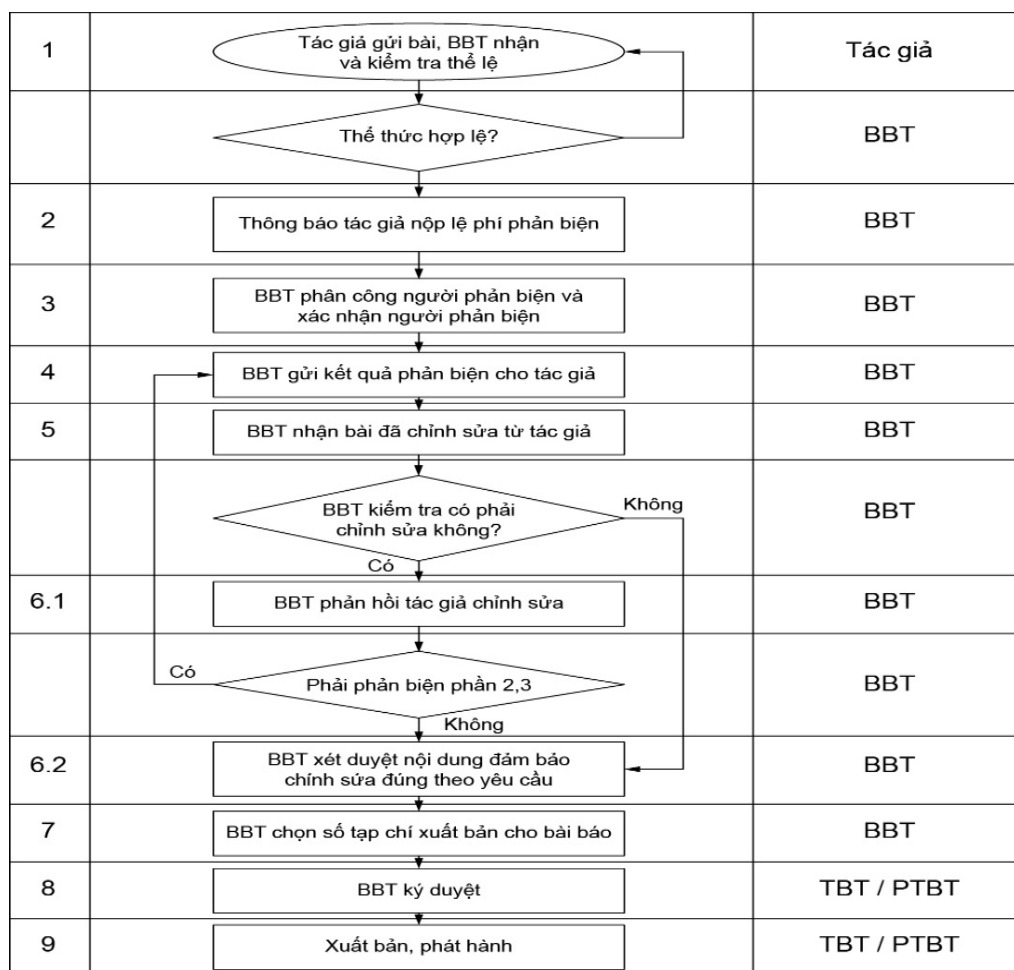 1
Tác giả gửi bài, BBT nhận
và kiểm tra thể lệ
Tác giả
Thể thức hợp lệ?
BBT
2
Thông báo tác giả nộp lệ phí phản biện
BBT
3
BBT phân công người phản biện và
xác nhận người phản biện
BBT
4
BBT gửi kết quả phản biện cho tác giả
BBT
5
BBT nhận bài đã chỉnh sửa từ tác giả
BBT
BBT kiểm tra có phải
chỉnh sửa không?
Không
BBT
Có
6.1
BBT phản hồi tác giả chỉnh sửa
BBT
Có
Phải phản biện phần 2,3
BBT
Không
6.2
BBT xét duyệt nội dung đảm bảo
chính sứa đúng theo yêu cầu
BBT
7
BBT chọn số tạp chí xuất bản cho bài báo
BBT
8
BBT ký duyệt
TBT / PTBT
9
Xuất bản, phát hành
TBT / PTBT